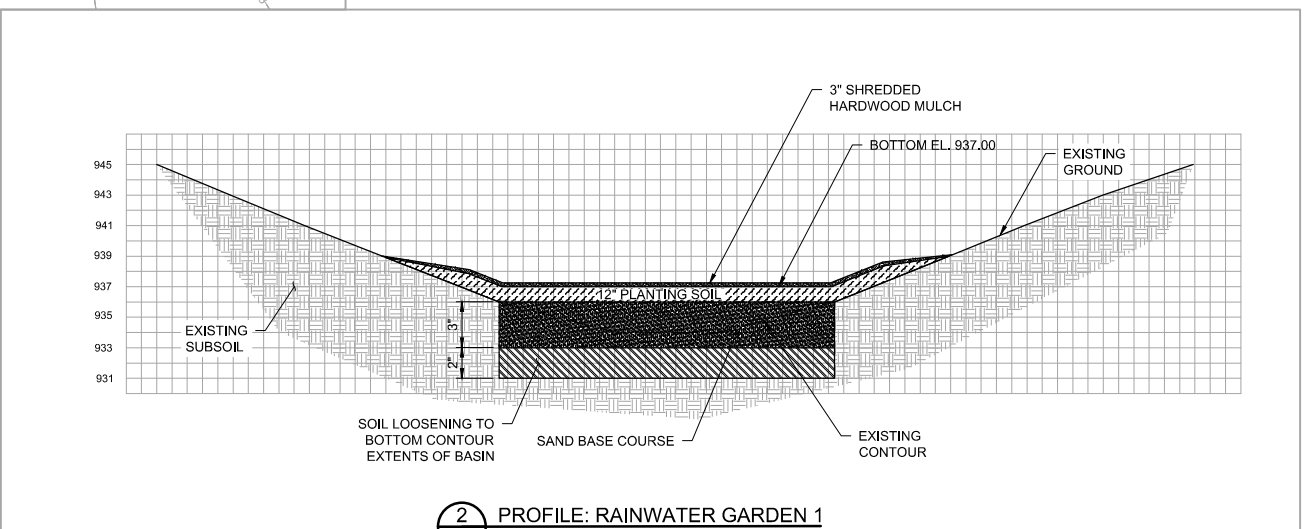 3" SHREDDED
HARDWOOD MULCH
BOTTOM EL. 937.00
EXISTING
GROUND
945
943
941
939
937
935
933
931
12" PLANTING SOIL
3"
2"
EXISTING
SUBSOIL
SOIL LOOSENING TO
BOTTOM CONTOUR
EXTENTS OF BASIN
SAND BASE COURSE
EXISTING
CONTOUR
2 PROFILE: RAINWATER GARDEN 1